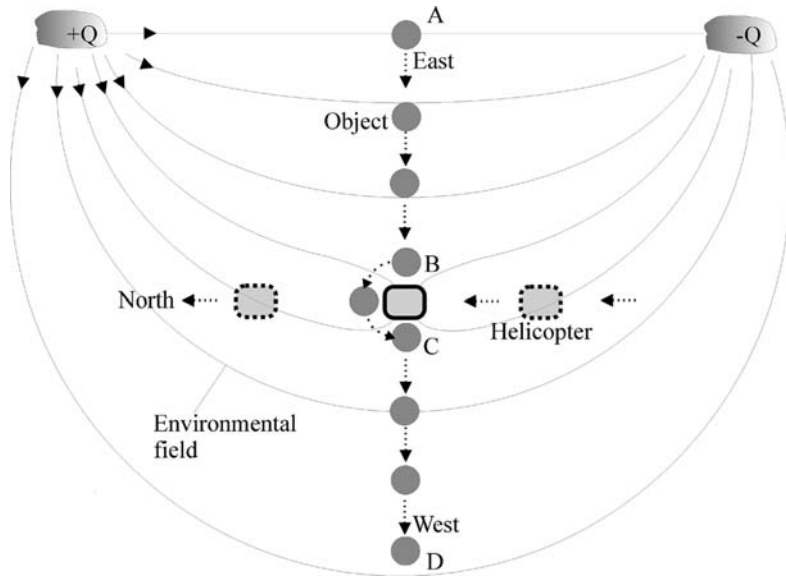 A
+Q
-Q
East
Object
B
North
Helicopter
C
Environmental
field
West
D